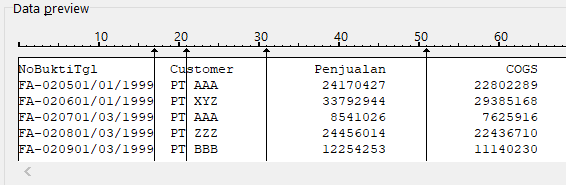 Data preview
10 20 30 40 50 60
NoBuktiTgl Customer Penjualan COGS
FA-020501/01/1999 PT AAA 24170427 22802289
FA-020601/01/1999 PT XYZ 33792944 29385168
FA-020701/03/1999 PT AAA 8541026 7625916
FA-020801/03/1999 PT ZZZ 24456014 22436710
FA-020901/03/1999 PT BBB 12254253 11140230